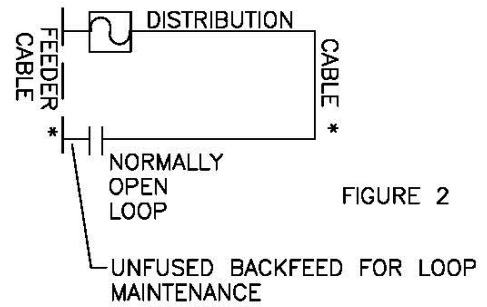 DISTRIBUTION
FEEDER
CABLE *
CABLE *
NORMALLY
OPEN
LOOP
FIGURE 2
UNFUSED BACKFEED FOR LOOP
MAINTENANCE